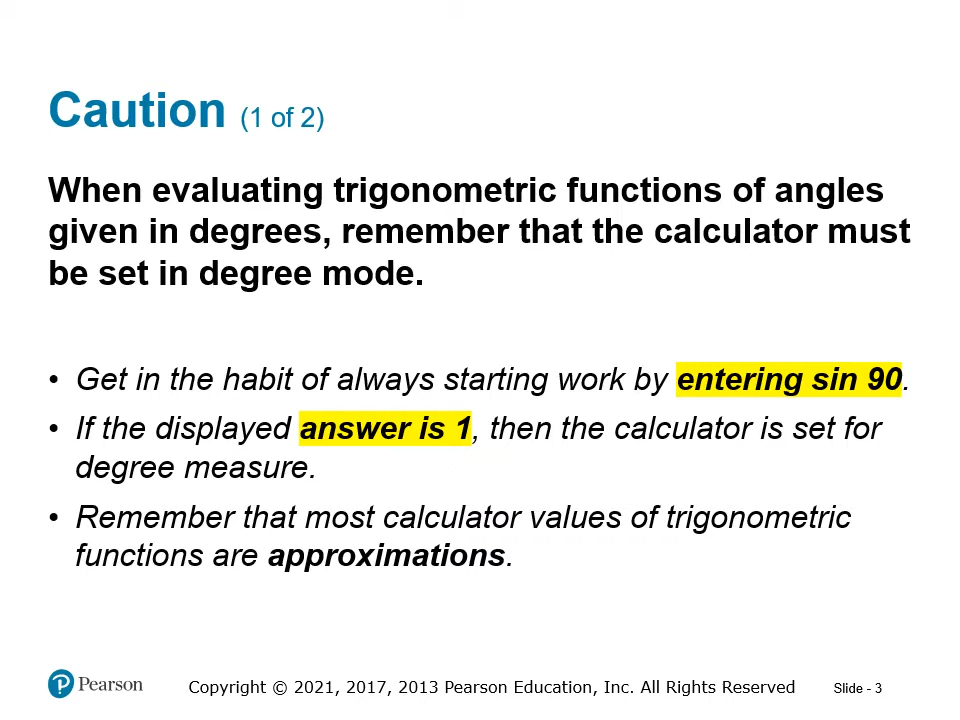 Caution (1 of 2)
When evaluating trigonometric functions of angles
given in degrees, remember that the calculator must
be set in degree mode.
• Get in the habit of always starting work by entering sin 90.
• If the displayed answer is 1, then the calculator is set for
degree measure.
• Remember that most calculator values of trigonometric
functions are approximations.
Pearson
Copyright © 2021, 2017, 2013 Pearson Education, Inc. All Rights Reserved
Slide - 3